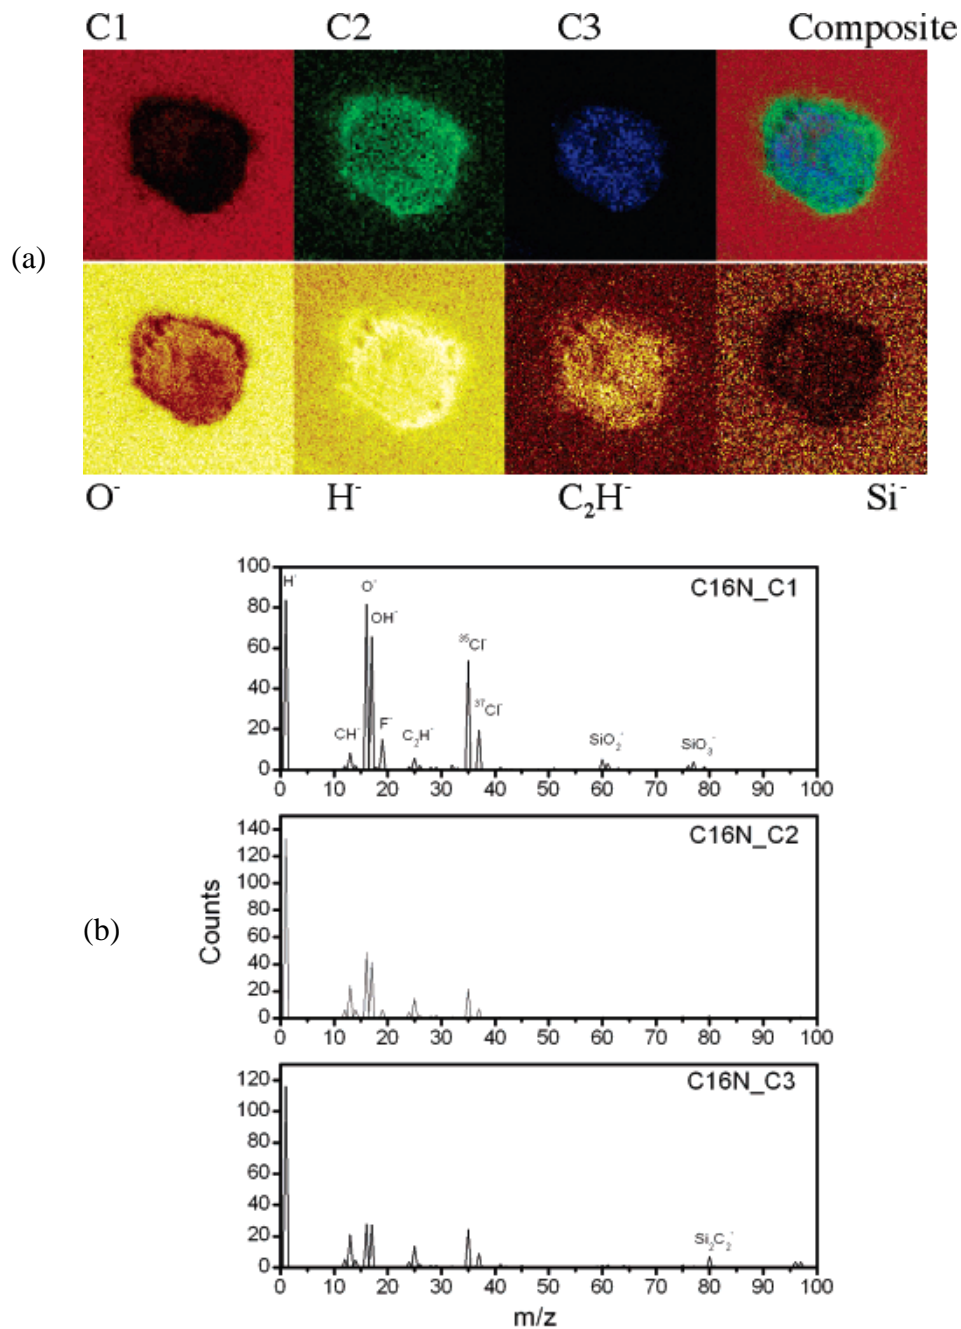 C1 C2 C3 Composite
(a)
O⁻ H⁻ C₂H⁻ Si⁻
(b)
Counts
100
80
60
40
20
0
H⁻
O⁻
OH⁻
CH⁻
F⁻
C₂H⁻
³⁵Cl⁻
³⁷Cl⁻
SiO₂⁻
SiO₃⁻
C16N_C1
0 10 20 30 40 50 60 70 80 90 100
140
120
100
80
60
40
20
0
C16N_C2
0 10 20 30 40 50 60 70 80 90 100
120
100
80
60
40
20
0
C16N_C3
Si₂C₂⁻
0 10 20 30 40 50 60 70 80 90 100
m/z